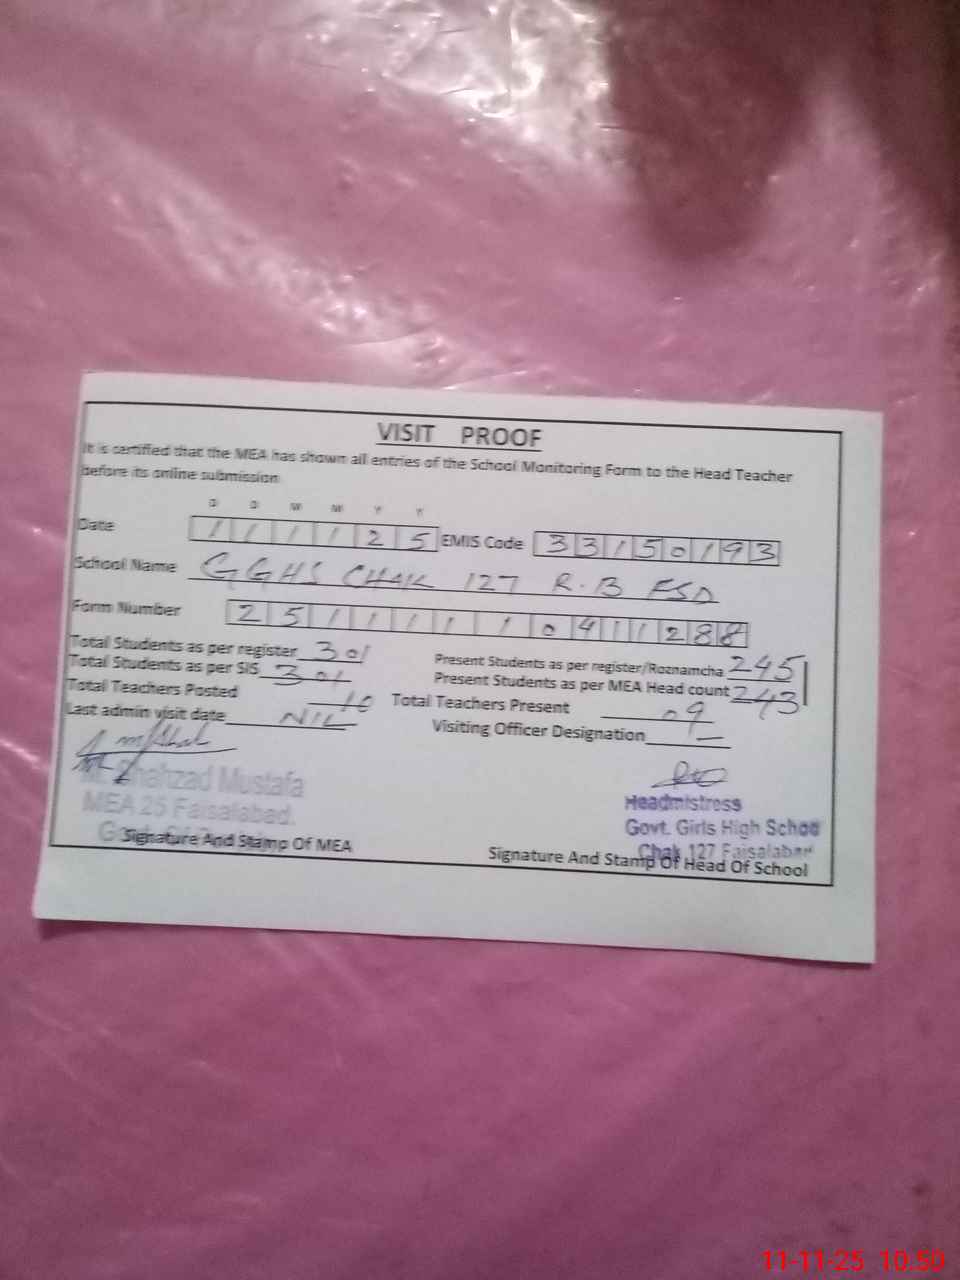 VISIT PROOF
It is certified that the MEA has shown all entries of the School Monitoring Form to the Head Teacher
before its online submission
D D M M Y Y
Date 1 1 1 1 2 5 EMIS Code 3 3 1 5 0 1 9 3
School Name GGHS CHAK 127 R.B FSD
Form Number 2 5 1 1 1 1 1 0 4 1 1 2 8 8
Total Students as per register 301 Present Students as per register/Roznamcha 245
Total Students as per SIS 301 Present Students as per MEA Head count 243
Total Teachers Posted 10 Total Teachers Present 09
Last admin visit date NIL Visiting Officer Designation —
Shahzad Mustafa
MEA 25 Faisalabad.
Signature And Stamp Of MEA
Headmistress
Govt. Girls High School
Chak 127 Faisalabad
Signature And Stamp Of Head Of School
11-11-25 10.50